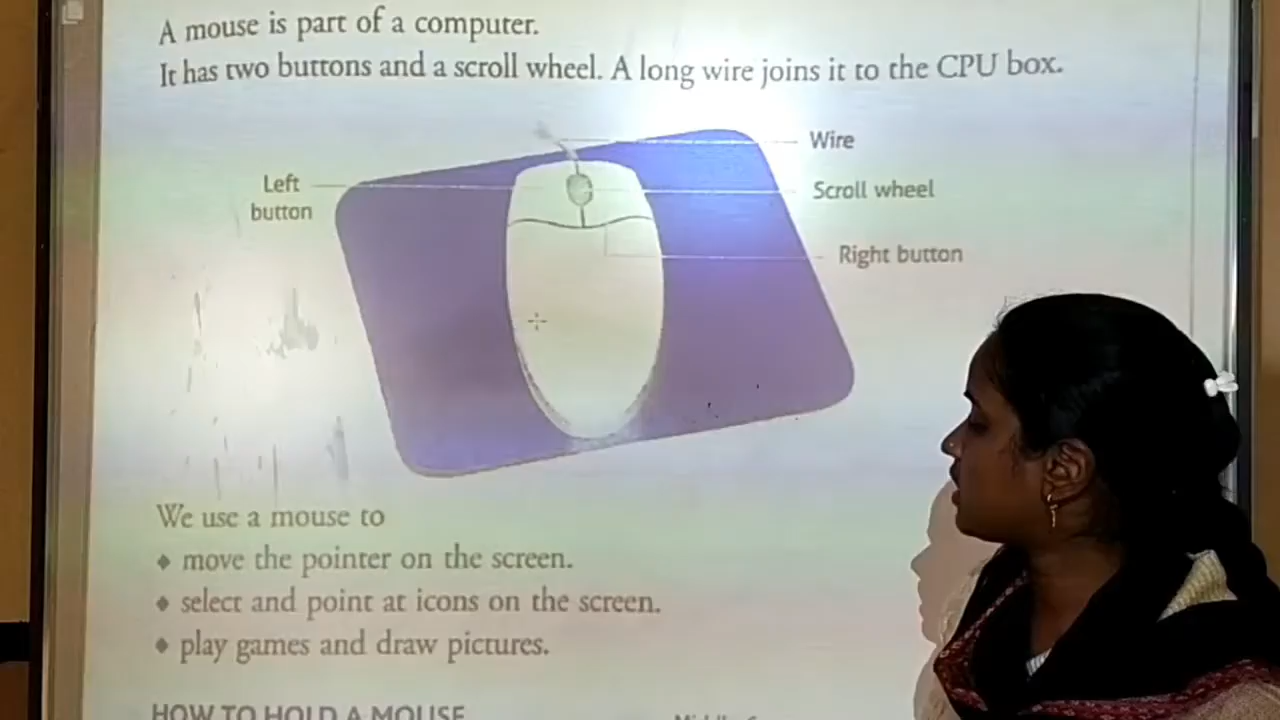 A mouse is part of a computer.
It has two buttons and a scroll wheel. A long wire joins it to the CPU box.
Wire
Left
button
Scroll wheel
Right button
We use a mouse to
♦ move the pointer on the screen.
♦ select and point at icons on the screen.
♦ play games and draw pictures.
HOW TO HOLD A MOUSE